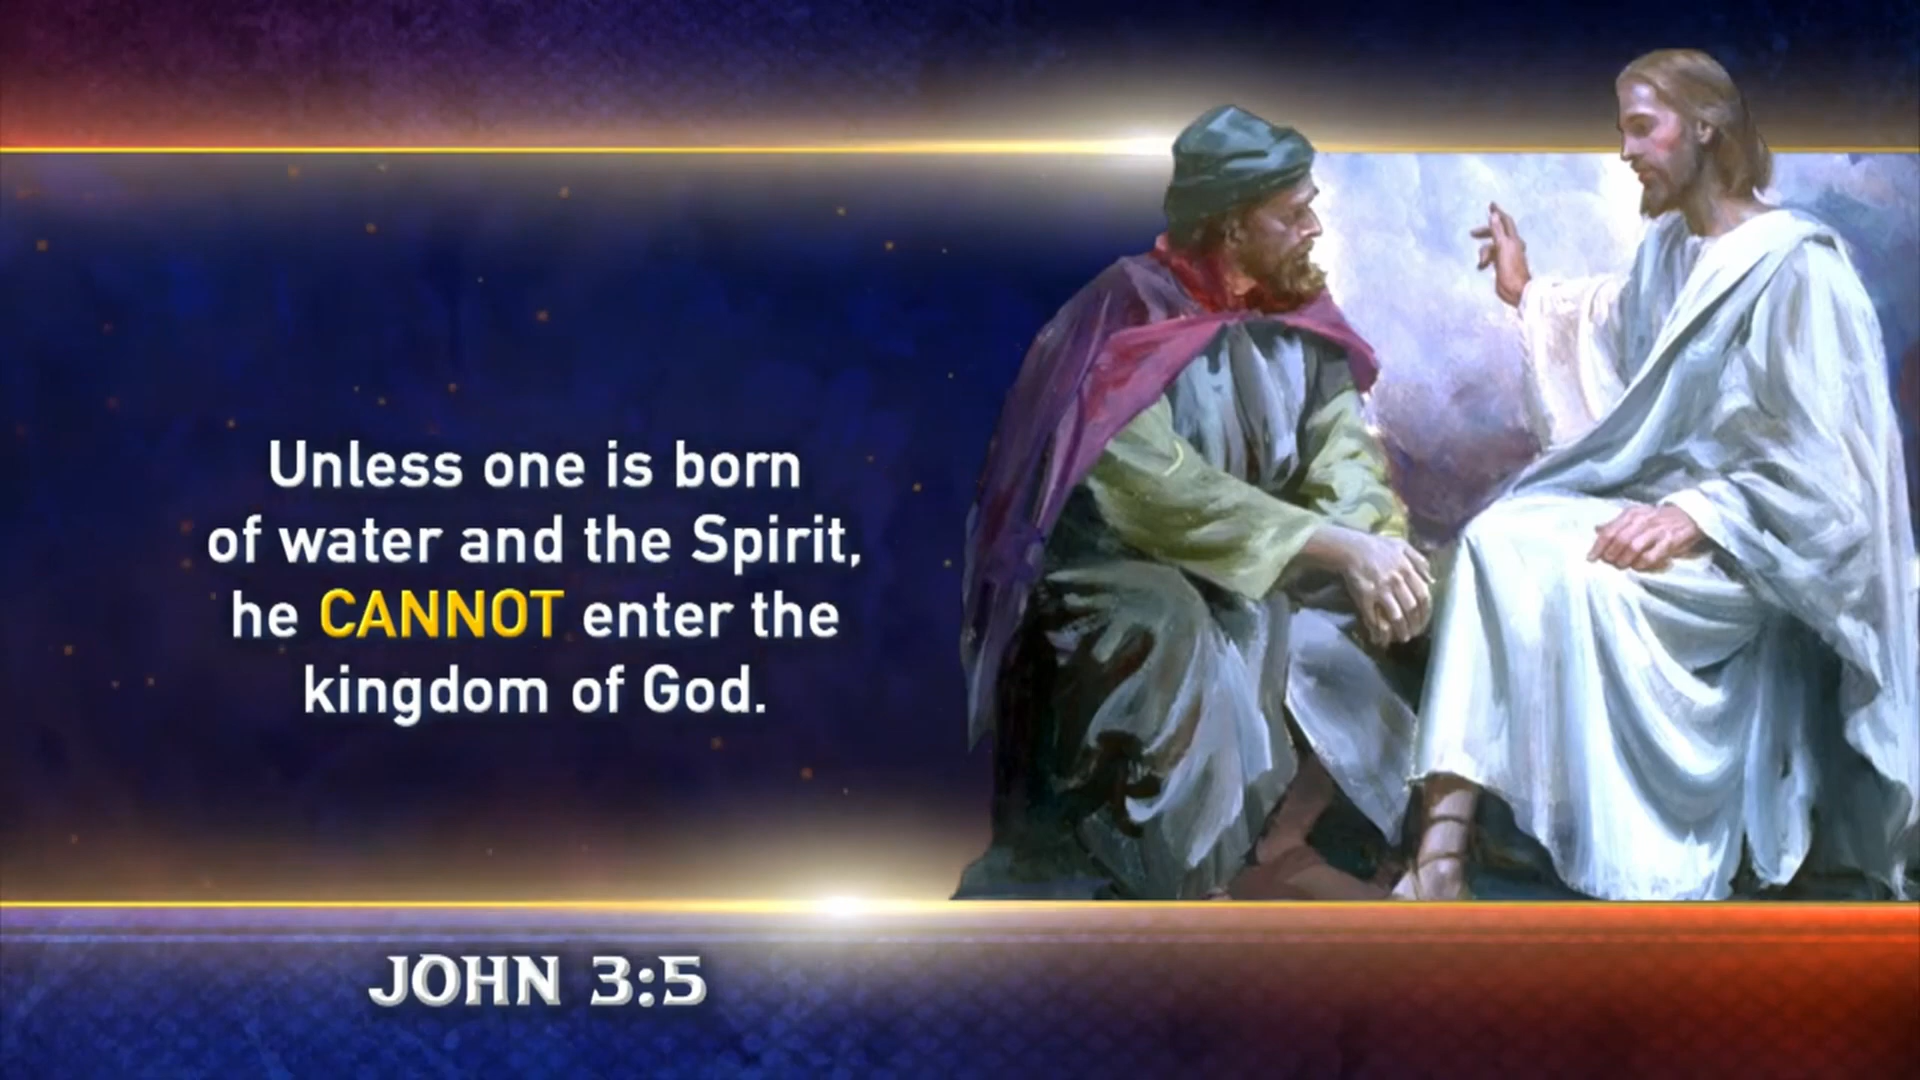 Unless one is born
of water and the Spirit,
he CANNOT enter the
kingdom of God.
JOHN 3:5